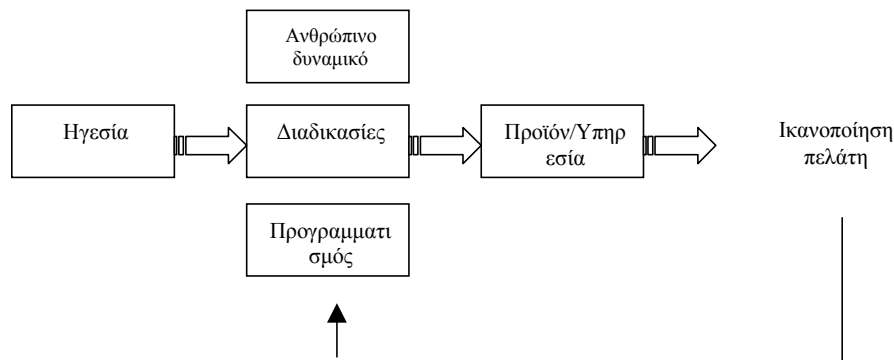 Ανθρώπινο
δυναμικό
Ηγεσία
Διαδικασίες
Προϊόν/Υπηρ
εσία
Ικανοποίηση
πελάτη
Προγραμματι
σμός